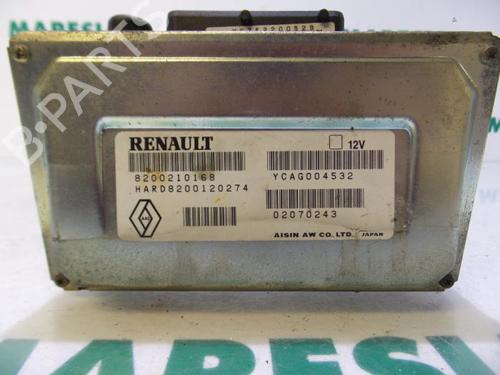 RENAULT
12V
8200210168
YCAG004532
HARD8200120274
02070243
AISIN AW CO., LTD. JAPAN
B-PARTS